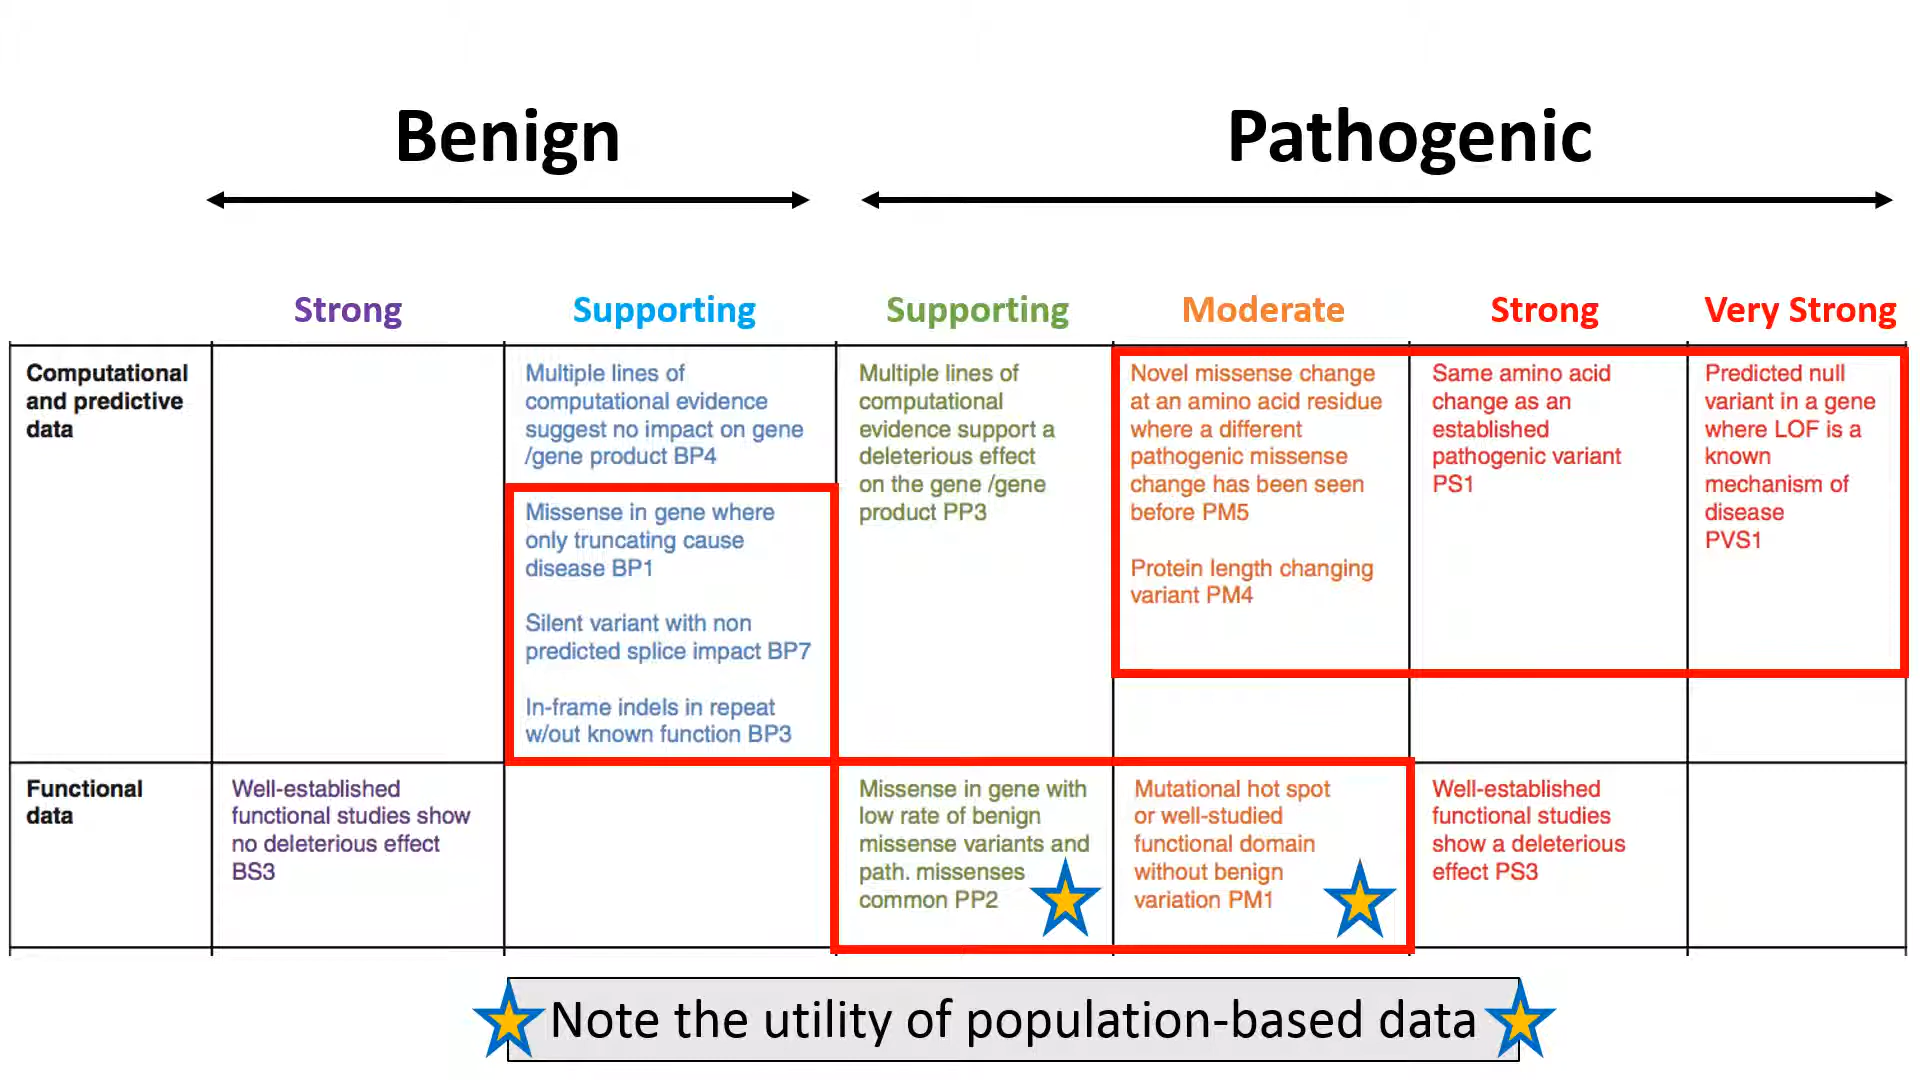 Benign
Pathogenic
Strong
Supporting
Supporting
Moderate
Strong
Very Strong
Computational
and predictive
data
Multiple lines of
computational evidence
suggest no impact on gene
/gene product BP4
Missense in gene where
only truncating cause
disease BP1
Silent variant with non
predicted splice impact BP7
In-frame indels in repeat
w/out known function BP3
Multiple lines of
computational
evidence support a
deleterious effect
on the gene /gene
product PP3
Novel missense change
at an amino acid residue
where a different
pathogenic missense
change has been seen
before PM5
Protein length changing
variant PM4
Same amino acid
change as an
established
pathogenic variant
PS1
Predicted null
variant in a gene
where LOF is a
known
mechanism of
disease
PVS1
Functional
data
Well-established
functional studies show
no deleterious effect
BS3
Missense in gene with
low rate of benign
missense variants and
path. missenses
common PP2
Mutational hot spot
or well-studied
functional domain
without benign
variation PM1
Well-established
functional studies
show a deleterious
effect PS3
Note the utility of population-based data